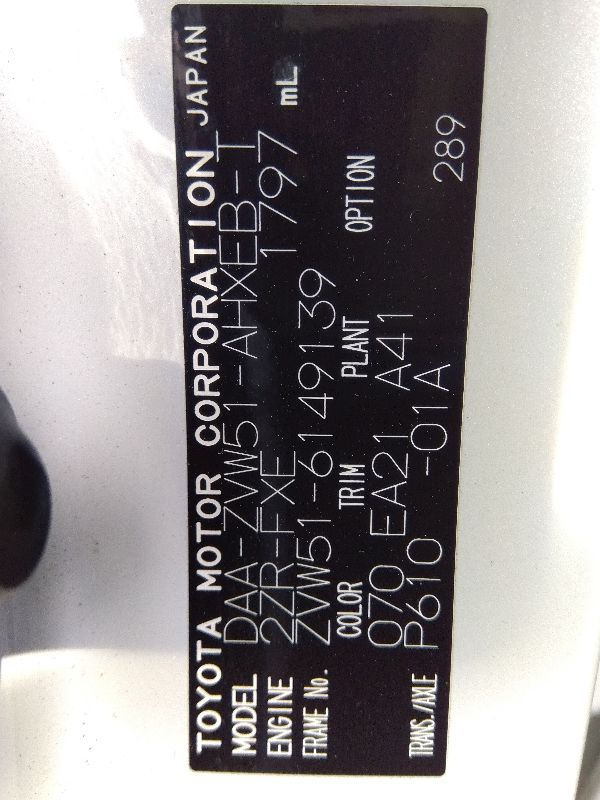 TOYOTA MOTOR CORPORATION JAPAN
MODEL DAA-ZVW51-AHXEB-T
ENGINE 2ZR-FXE 1797 mL
FRAME No. ZVW51-6149139
COLOR TRIM PLANT OPTION
070 EA21 A41
TRANS./AXLE P610 -01A 289